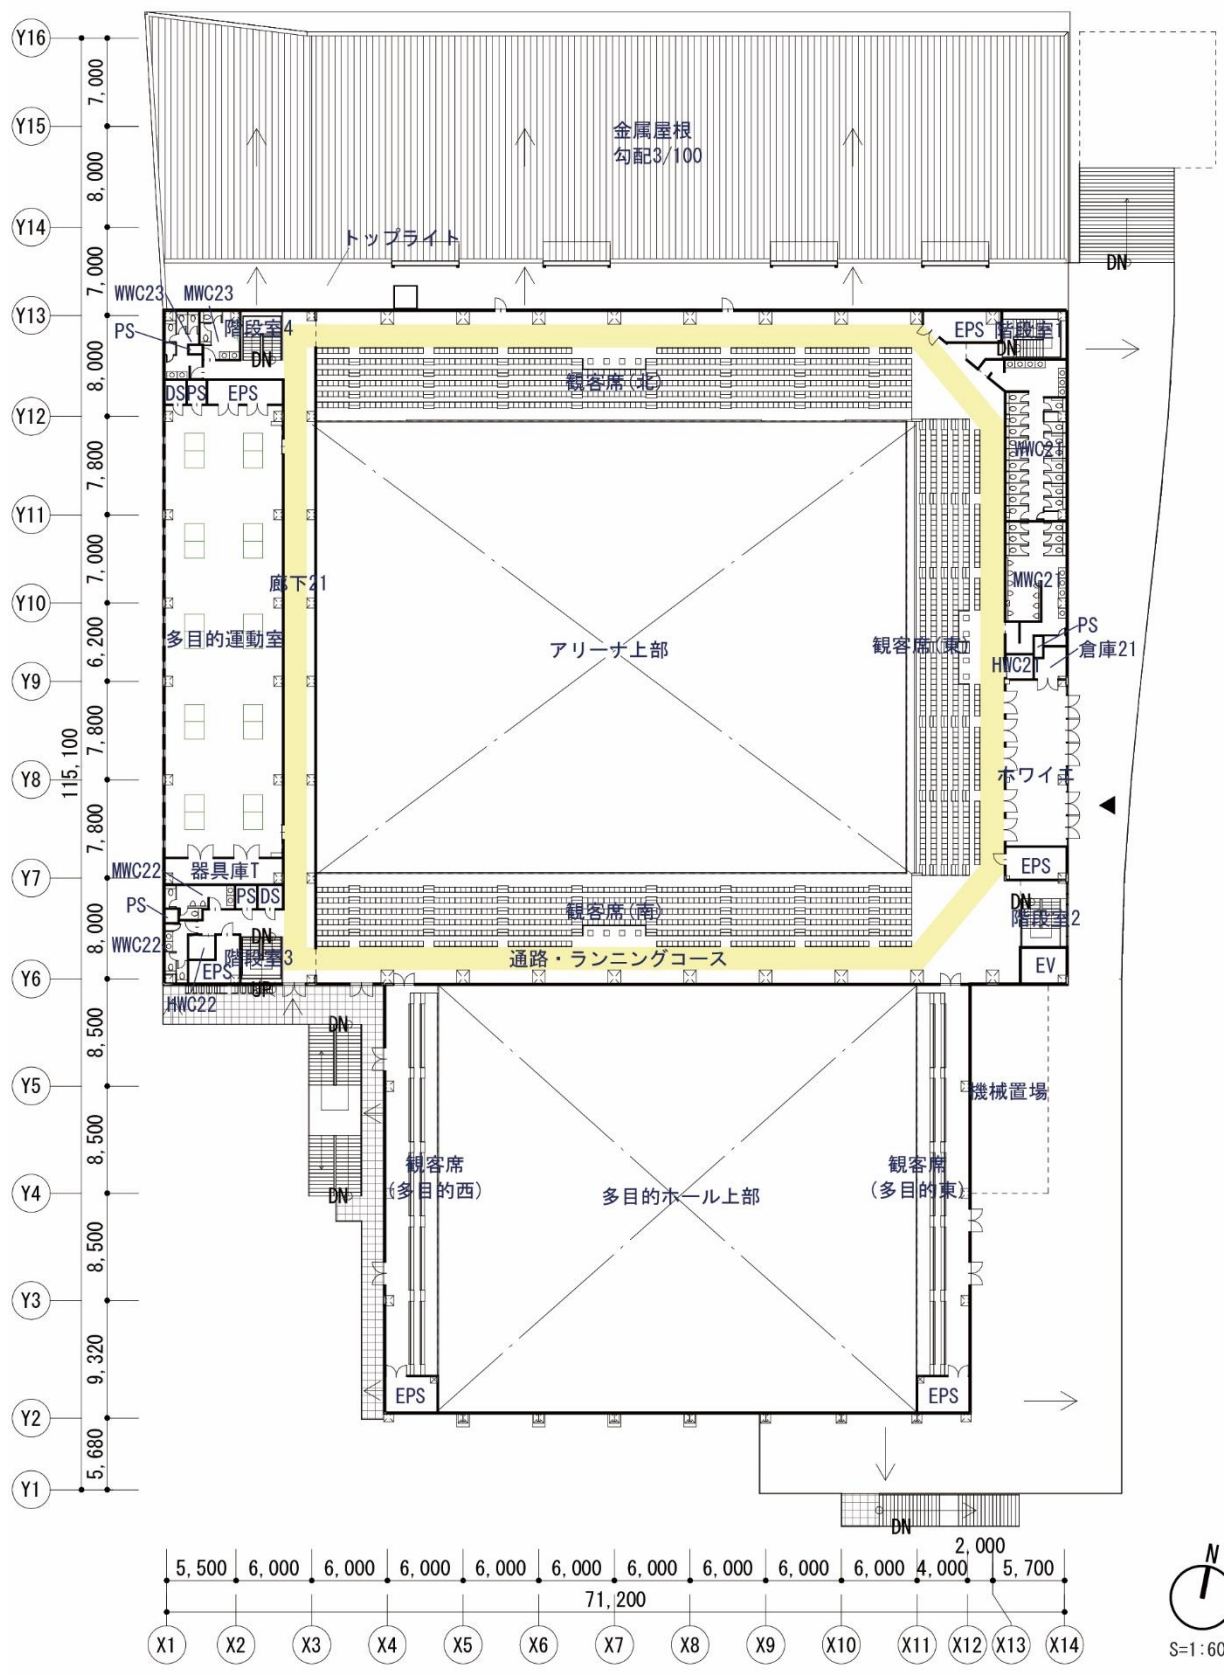 Y16
7,000
Y15
金属屋根
勾配3/100
8,000
Y14
トップライト
DN
7,000
WWC23
MWC23
Y13
PS
階段室4
EPS
階段室1
DN
DN
8,000
観客席(北)
DS
PS
EPS
Y12
WWC21
7,800
Y11
7,000
廊下21
MWC21
Y10
PS
6,200
多目的運動室
アリーナ上部
観客席(東)
倉庫21
HWC21
Y9
7,800
115,100
ホワイエ
Y8
7,800
MWC22
器具庫T
EPS
Y7
PS
DS
DN
PS
観客席(南)
階段室2
8,000
DN
WWC22
階段室3
通路・ランニングコース
EV
EPS
Y6
UP
HWC22
DN
8,500
Y5
機械置場
8,500
観客席
(多目的西)
観客席
(多目的東)
Y4
DN
多目的ホール上部
8,500
Y3
9,320
EPS
EPS
Y2
5,680
Y1
DN
2,000
5,500
6,000
6,000
6,000
6,000
6,000
6,000
6,000
6,000
6,000
4,000
5,700
71,200
N
X1
X2
X3
X4
X5
X6
X7
X8
X9
X10
X11
X12
X13
X14
S=1:60